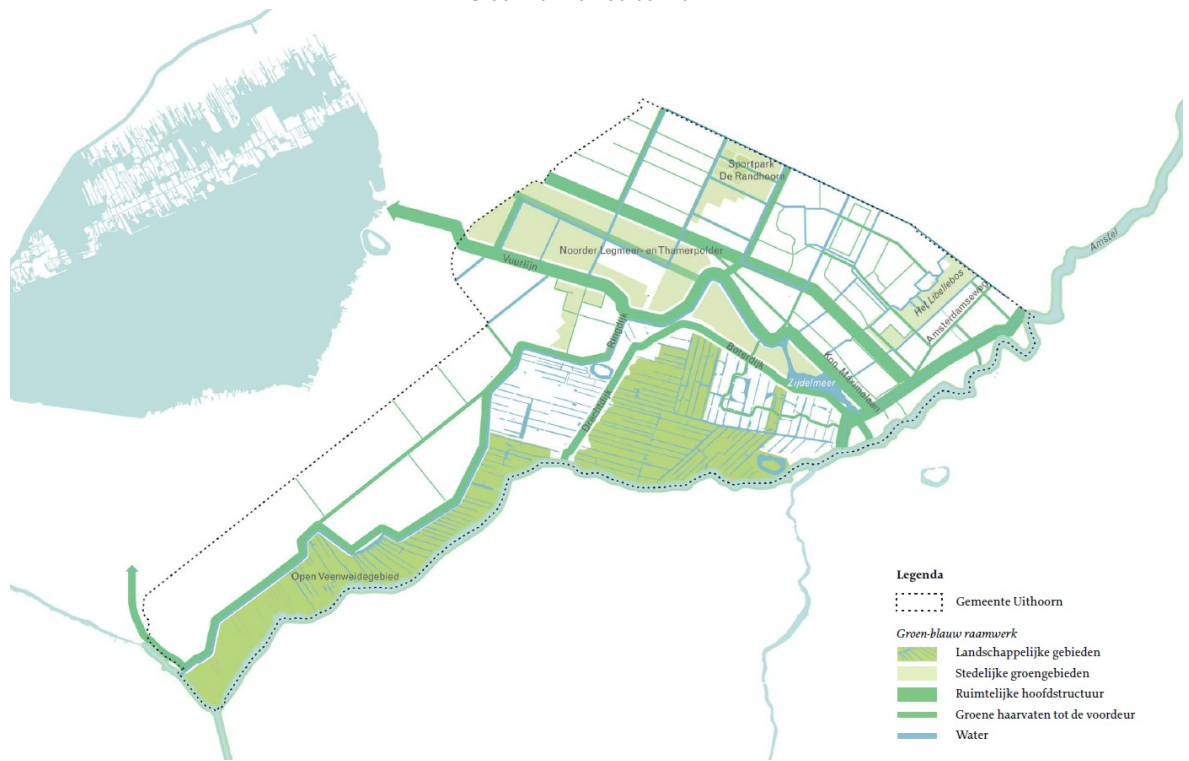 Sportpark
De Randhoorn
Amstel
Noorder Legmeer- en Thamerpolder
Vuurlijn
Het Libellebos
Amsterdamseweg
Ringdijk
Boterdijk
Kon. Máximalaan
Zijdelmeer
Drechtdijk
Open Veenweidegebied
Legenda
Gemeente Uithoorn
Groen-blauw raamwerk
Landschappelijke gebieden
Stedelijke groengebieden
Ruimtelijke hoofdstructuur
Groene haarvaten tot de voordeur
Water